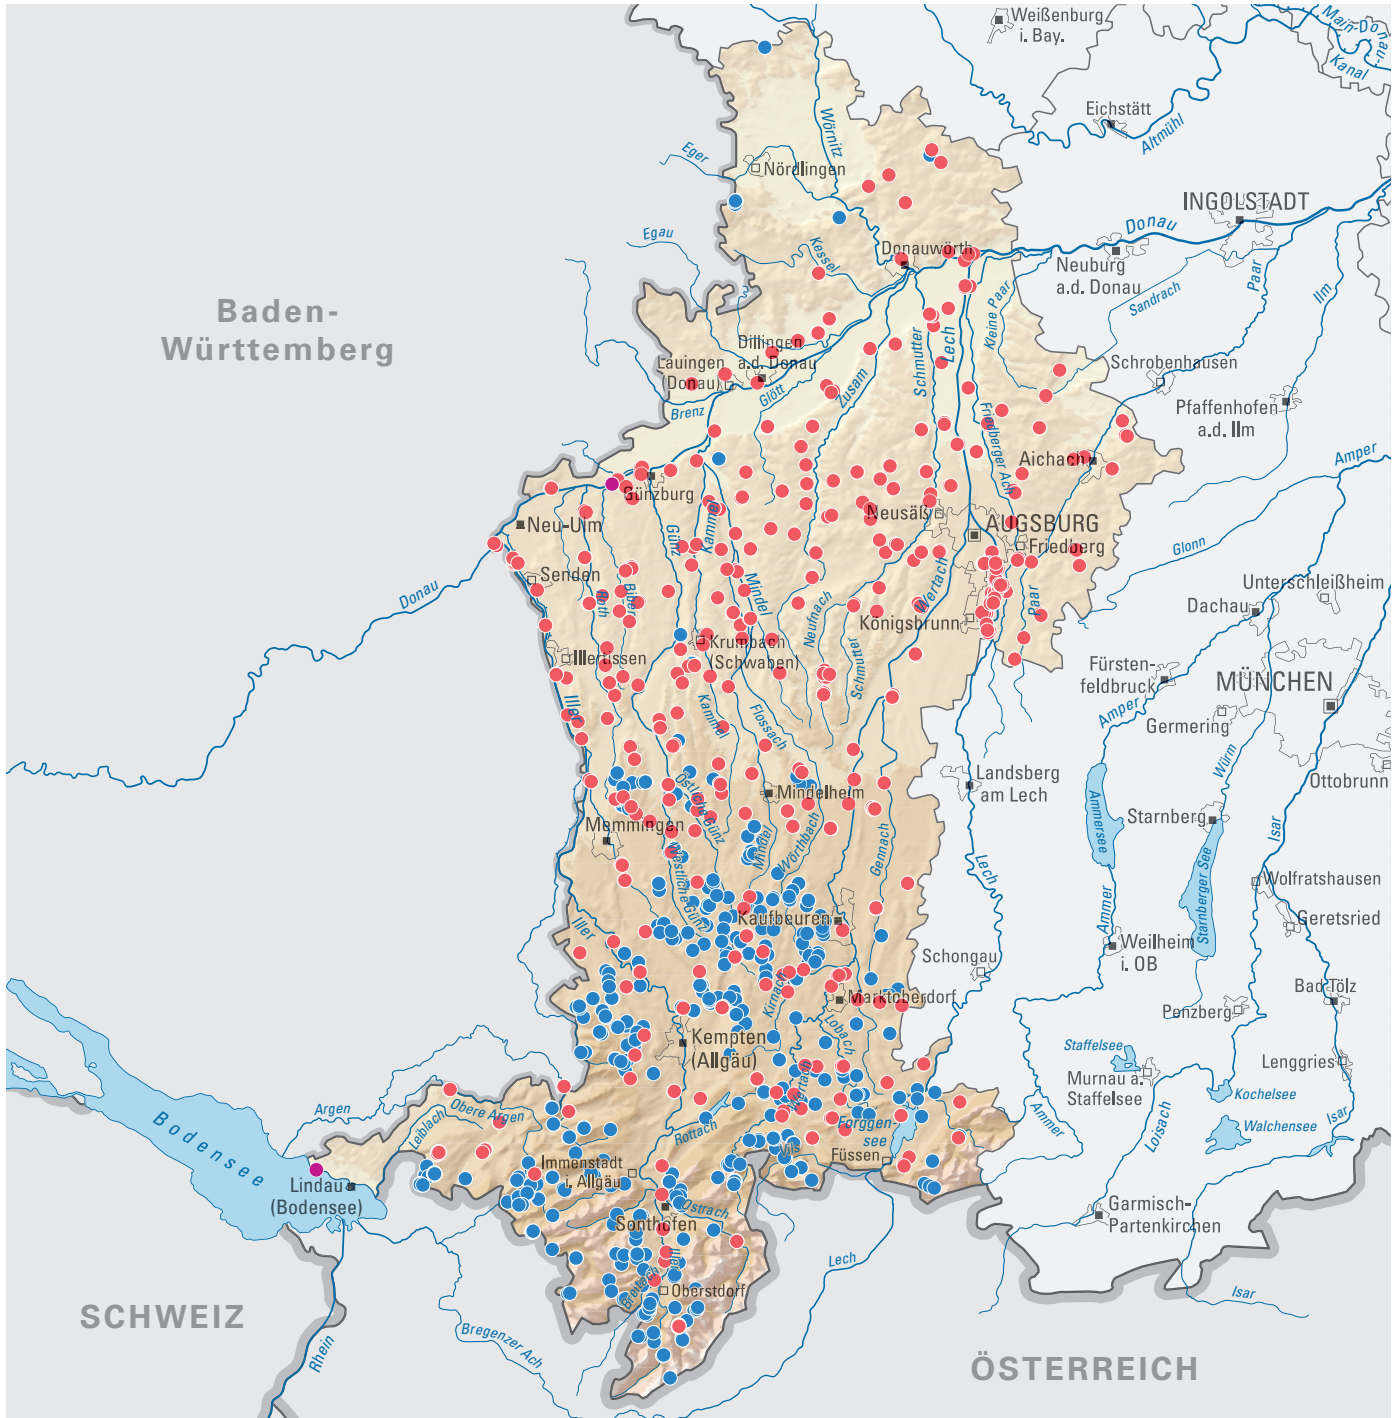 Weißenburg
i. Bay.
Main-Donau-
Kanal
Eichstätt
Altmühl
Wörnitz
Eger
Nördlingen
INGOLSTADT
Donau
Egau
Kessel
Donauwörth
Neuburg
a.d. Donau
Paar
Ilm
Sandrach
Kleine Paar
Baden-
Württemberg
Dillingen
a.d. Donau
Lauingen
(Donau)
Glött
Brenz
Zusam
Schmutter
Lech
Schrobenhausen
Pfaffenhofen
a.d. Ilm
Friedberger Ach
Aichach
Amper
Günzburg
Neu-Ulm
Kammel
Günz
Neusäß
AUGSBURG
Friedberg
Glonn
Donau
Senden
Roth
Biber
Mindel
Neufnach
Wertach
Unterschleißheim
Dachau
Paar
Königsbrunn
Krumbach
(Schwaben)
Schmutter
Illertissen
Fürsten-
feldbruck
MÜNCHEN
Amper
Germering
Iller
Kammel
Flossach
Würm
Ottobrunn
Landsberg
am Lech
Östliche Günz
Mindelheim
Ammersee
Starnberg
Isar
Memmingen
Westliche Günz
Mindel
Wörthbach
Gennach
Lech
Wolfratshausen
Starnberger See
Geretsried
Ammer
Kaufbeuren
Iller
Weilheim
i. OB
Schongau
Kirnach
Marktoberdorf
Bad Tölz
Penzberg
Lobach
Kempten
(Allgäu)
Staffelsee
Lenggries
Murnau a.
Staffelsee
Kochelsee
Wertach
Argen
Obere Argen
Leiblach
Bodensee
Rottach
Forggen-
see
Ammer
Loisach
Walchensee
Isar
Vils
Füssen
Immenstadt
i. Allgäu
Lindau
(Bodensee)
Ostrach
Sonthofen
Garmisch-
Partenkirchen
Iller
Lech
Breitach
Oberstdorf
Isar
SCHWEIZ
Rhein
Bregenzer Ach
ÖSTERREICH